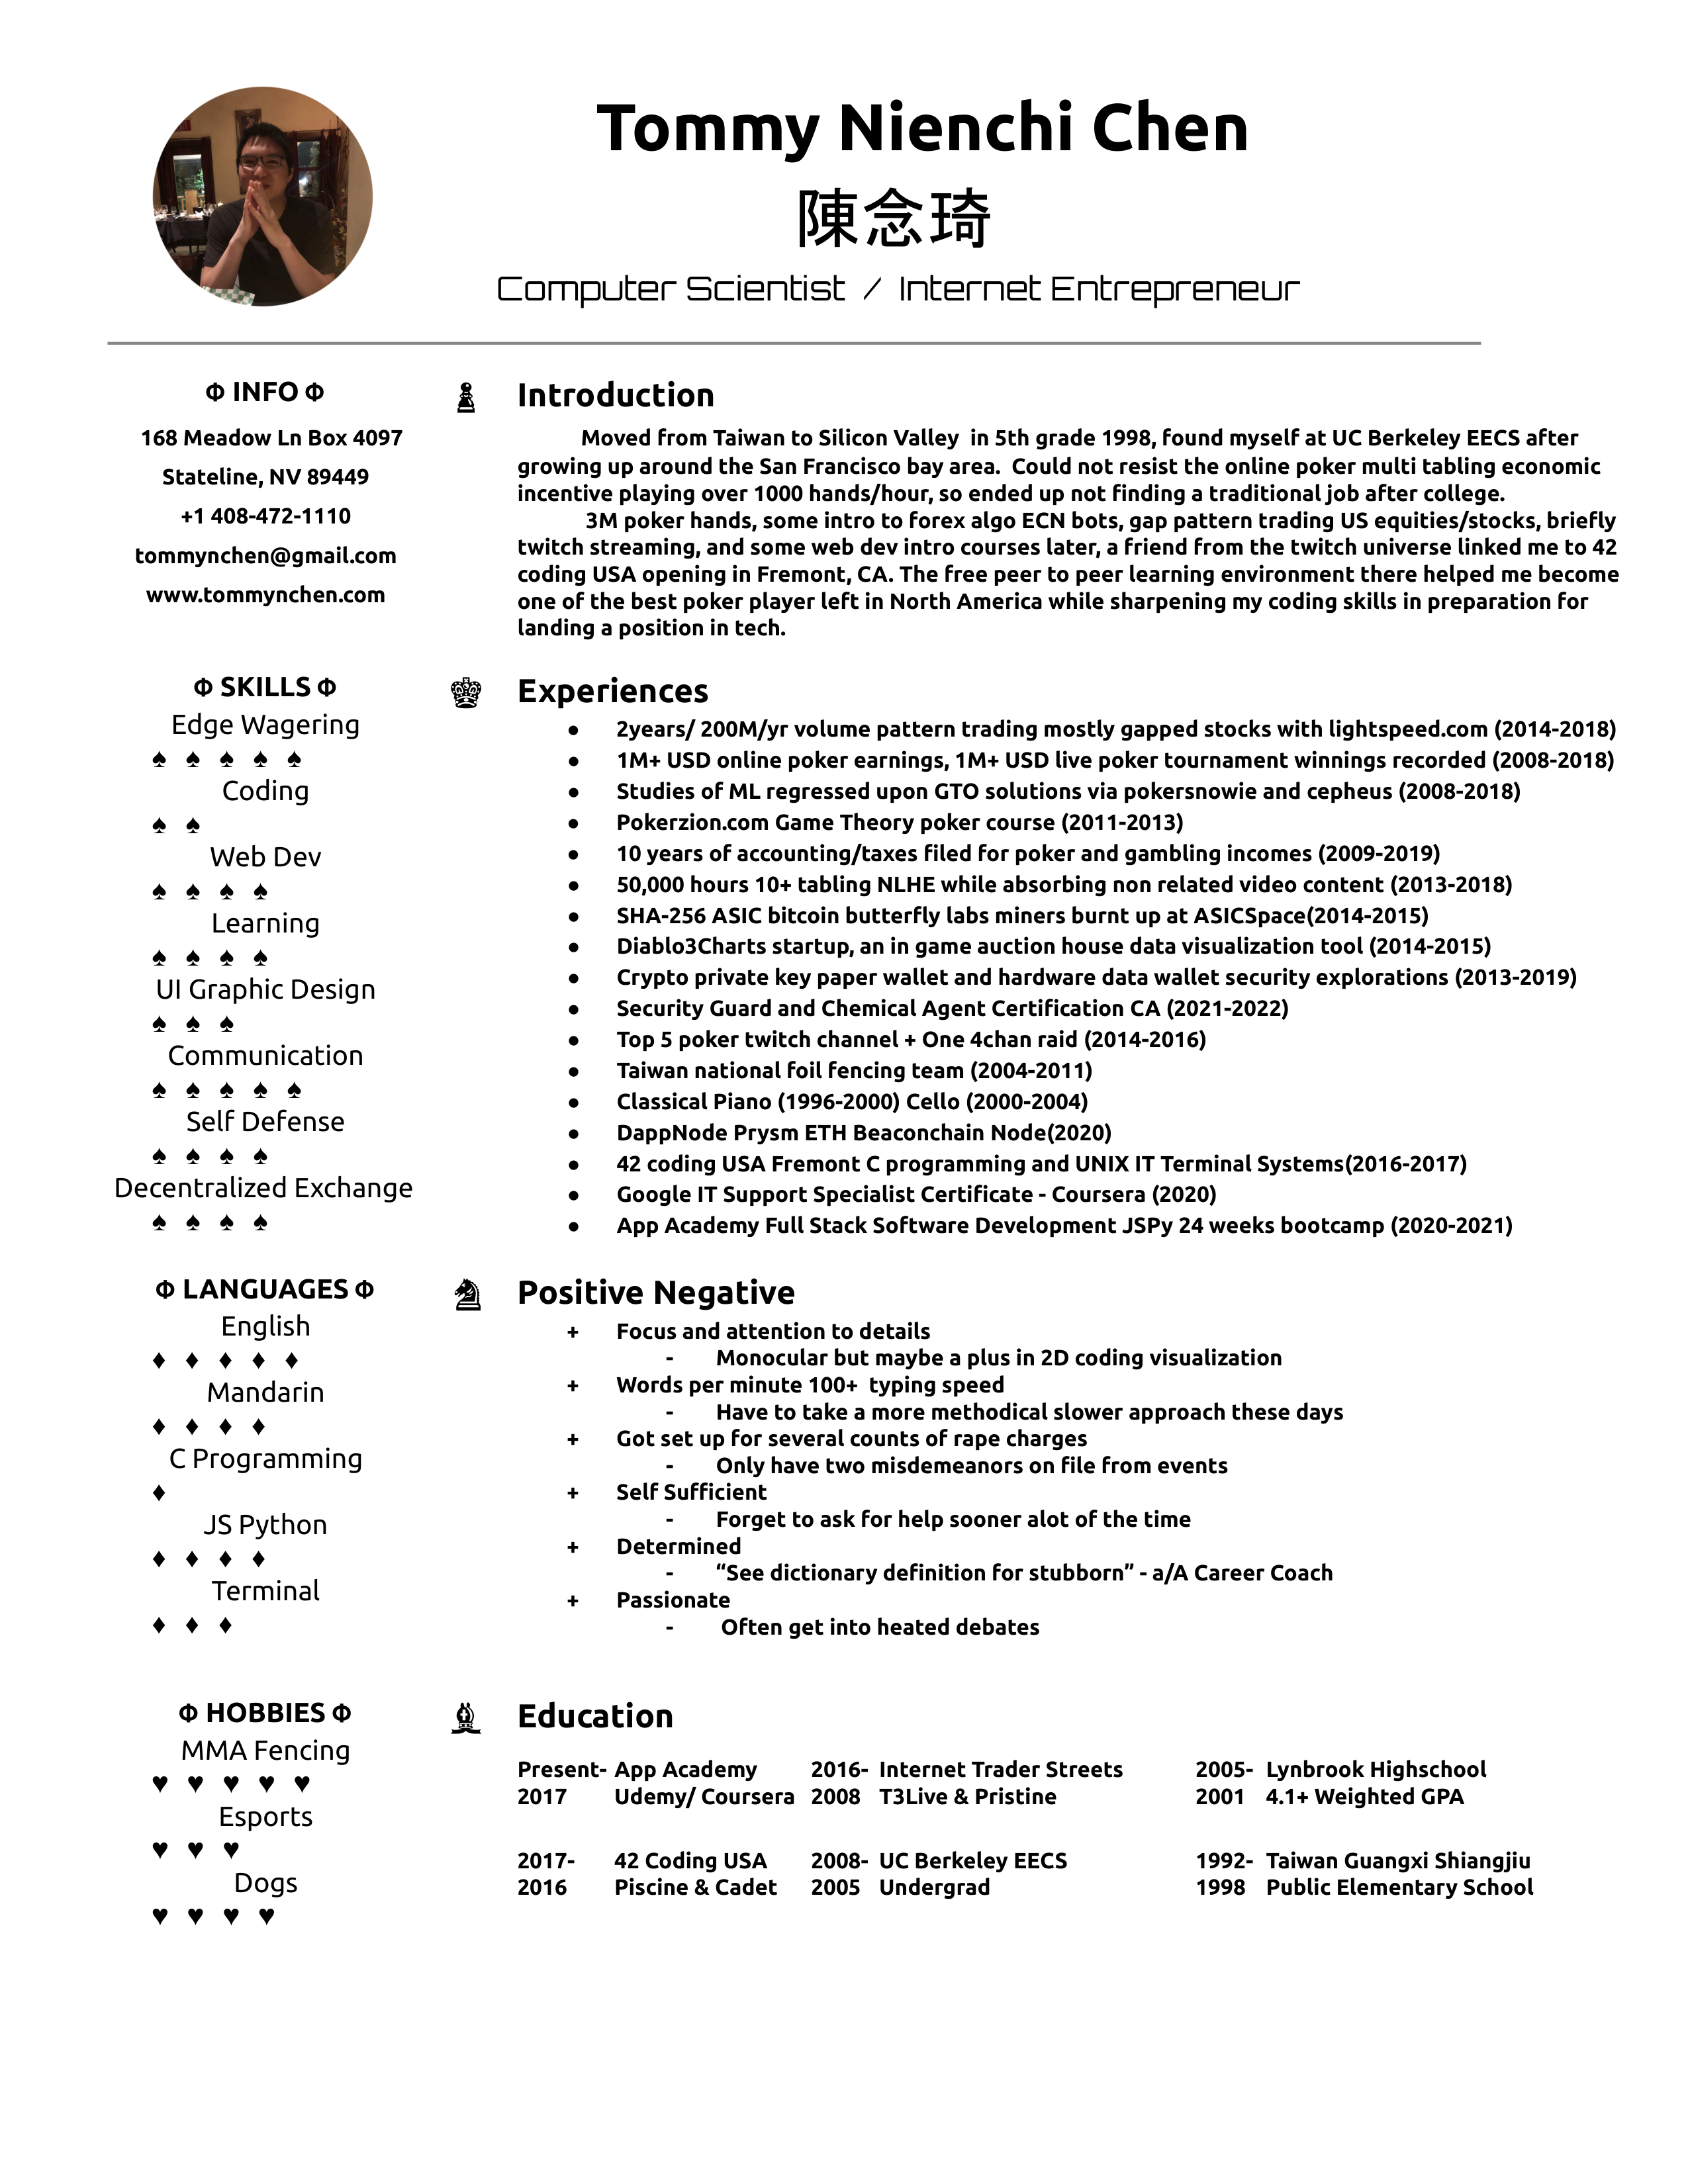 Tommy Nienchi Chen
陳念琦
Computer Scientist / Internet Entrepreneur
Φ INFO Φ
168 Meadow Ln Box 4097
Stateline, NV 89449
+1 408-472-1110
tommynchen@gmail.com
www.tommynchen.com
Introduction
Moved from Taiwan to Silicon Valley in 5th grade 1998, found myself at UC Berkeley EECS after
growing up around the San Francisco bay area. Could not resist the online poker multi tabling economic
incentive playing over 1000 hands/hour, so ended up not finding a traditional job after college.
3M poker hands, some intro to forex algo ECN bots, gap pattern trading US equities/stocks, briefly
twitch streaming, and some web dev intro courses later, a friend from the twitch universe linked me to 42
coding USA opening in Fremont, CA. The free peer to peer learning environment there helped me become
one of the best poker player left in North America while sharpening my coding skills in preparation for
landing a position in tech.
Φ SKILLS Φ
Edge Wagering
♠ ♠ ♠ ♠ ♠
Coding
♠ ♠
Web Dev
♠ ♠ ♠ ♠
Learning
♠ ♠ ♠ ♠
UI Graphic Design
♠ ♠ ♠
Communication
♠ ♠ ♠ ♠ ♠
Self Defense
♠ ♠ ♠ ♠
Decentralized Exchange
♠ ♠ ♠ ♠
Experiences
● 2years/ 200M/yr volume pattern trading mostly gapped stocks with lightspeed.com (2014-2018)
● 1M+ USD online poker earnings, 1M+ USD live poker tournament winnings recorded (2008-2018)
● Studies of ML regressed upon GTO solutions via pokersnowie and cepheus (2008-2018)
● Pokerzion.com Game Theory poker course (2011-2013)
● 10 years of accounting/taxes filed for poker and gambling incomes (2009-2019)
● 50,000 hours 10+ tabling NLHE while absorbing non related video content (2013-2018)
● SHA-256 ASIC bitcoin butterfly labs miners burnt up at ASICSpace(2014-2015)
● Diablo3Charts startup, an in game auction house data visualization tool (2014-2015)
● Crypto private key paper wallet and hardware data wallet security explorations (2013-2019)
● Security Guard and Chemical Agent Certification CA (2021-2022)
● Top 5 poker twitch channel + One 4chan raid (2014-2016)
● Taiwan national foil fencing team (2004-2011)
● Classical Piano (1996-2000) Cello (2000-2004)
● DappNode Prysm ETH Beaconchain Node(2020)
● 42 coding USA Fremont C programming and UNIX IT Terminal Systems(2016-2017)
● Google IT Support Specialist Certificate - Coursera (2020)
● App Academy Full Stack Software Development JSPy 24 weeks bootcamp (2020-2021)
Φ LANGUAGES Φ
English
♦ ♦ ♦ ♦ ♦
Mandarin
♦ ♦ ♦ ♦
C Programming
♦
JS Python
♦ ♦ ♦ ♦
Terminal
♦ ♦ ♦
Positive Negative
+ Focus and attention to details
- Monocular but maybe a plus in 2D coding visualization
+ Words per minute 100+ typing speed
- Have to take a more methodical slower approach these days
+ Got set up for several counts of rape charges
- Only have two misdemeanors on file from events
+ Self Sufficient
- Forget to ask for help sooner alot of the time
+ Determined
- “See dictionary definition for stubborn” - a/A Career Coach
+ Passionate
- Often get into heated debates
Φ HOBBIES Φ
MMA Fencing
♥ ♥ ♥ ♥ ♥
Esports
♥ ♥ ♥
Dogs
♥ ♥ ♥ ♥
Education
Present- App Academy 2016- Internet Trader Streets 2005- Lynbrook Highschool
2017 Udemy/ Coursera 2008 T3Live & Pristine 2001 4.1+ Weighted GPA
2017- 42 Coding USA 2008- UC Berkeley EECS 1992- Taiwan Guangxi Shiangjiu
2016 Piscine & Cadet 2005 Undergrad 1998 Public Elementary School